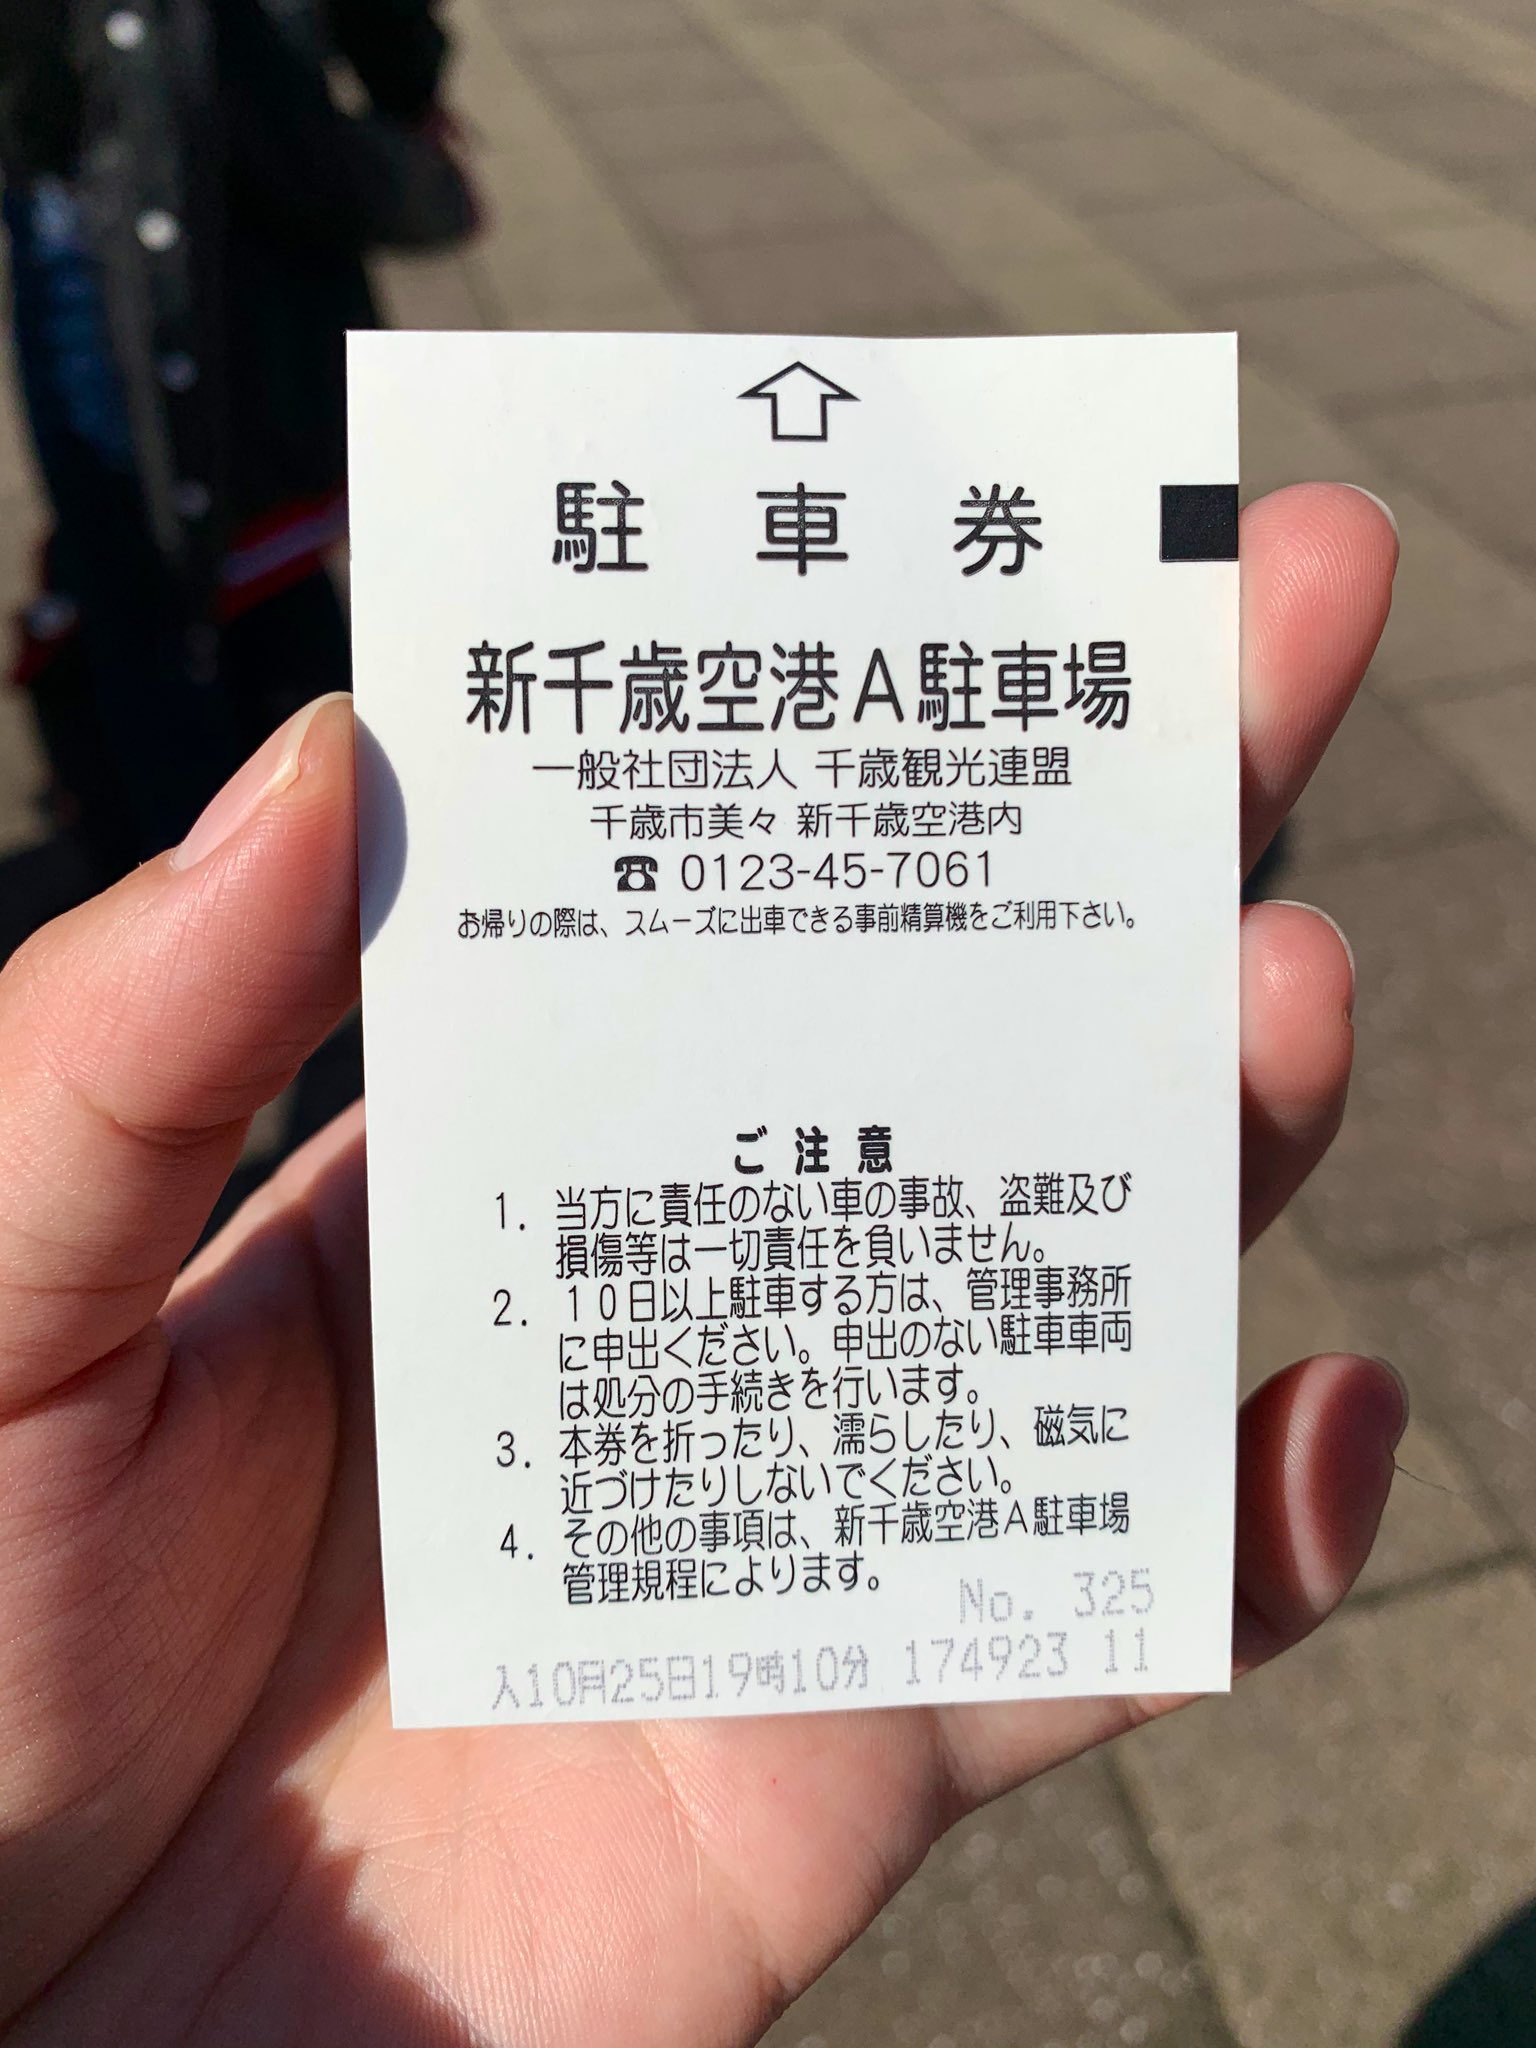 駐車券
新千歳空港A駐車場
一般社団法人 千歳観光連盟
千歳市美々 新千歳空港内
☎ 0123-45-7061
お帰りの際は、スムーズに出車できる事前精算機をご利用下さい。
ご注意
1. 当方に責任のない車の事故、盗難及び
損傷等は一切責任を負いません。
2. 10日以上駐車する方は、管理事務所
に申出ください。申出のない駐車車両
は処分の手続きを行います。
3. 本券を折ったり、濡らしたり、磁気に
近づけたりしないでください。
4. その他の事項は、新千歳空港A駐車場
管理規程によります。
No. 325
入10月25日19時10分 174923 11